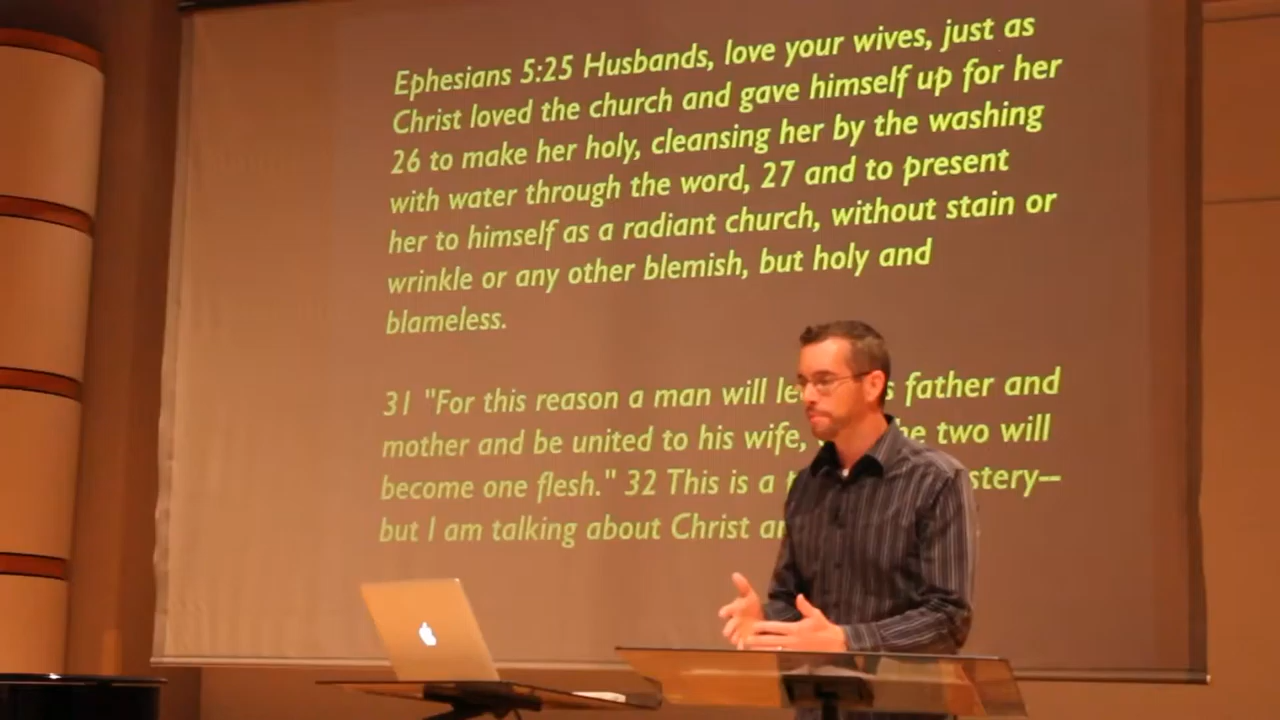 Ephesians 5:25 Husbands, love your wives, just as
Christ loved the church and gave himself up for her
26 to make her holy, cleansing her by the washing
with water through the word, 27 and to present
her to himself as a radiant church, without stain or
wrinkle or any other blemish, but holy and
blameless.
31 "For this reason a man will father and
mother and be united to his wife, two will
become one flesh." 32 This is a
but I am talking about Christ